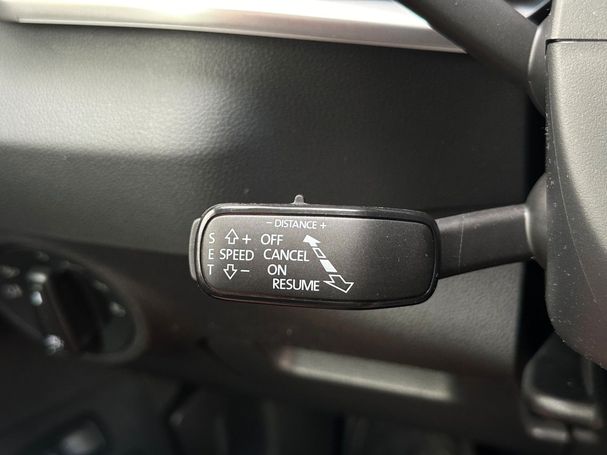 − DISTANCE +
S + OFF
E SPEED CANCEL
T − ON
RESUME